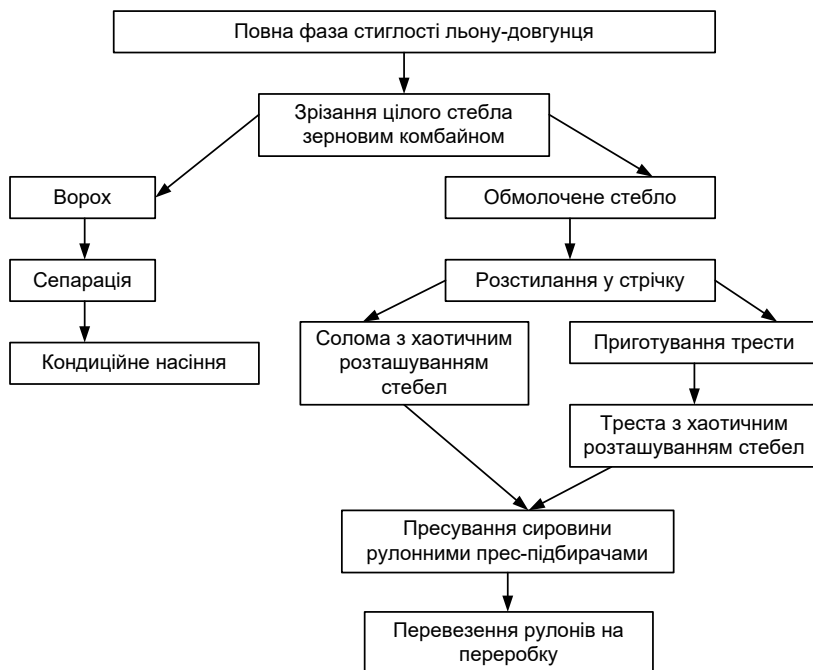 Повна фаза стиглості льону-довгунця
Зрізання цілого стебла
зерновим комбайном
Ворох
Обмолочене стебло
Сепарація
Розстилання у стрічку
Кондиційне насіння
Солома з хаотичним
розташуванням
стебел
Приготування трести
Треста з хаотичним
розташуванням стебел
Пресування сировини
рулонними прес-підбирачами
Перевезення рулонів на
переробку